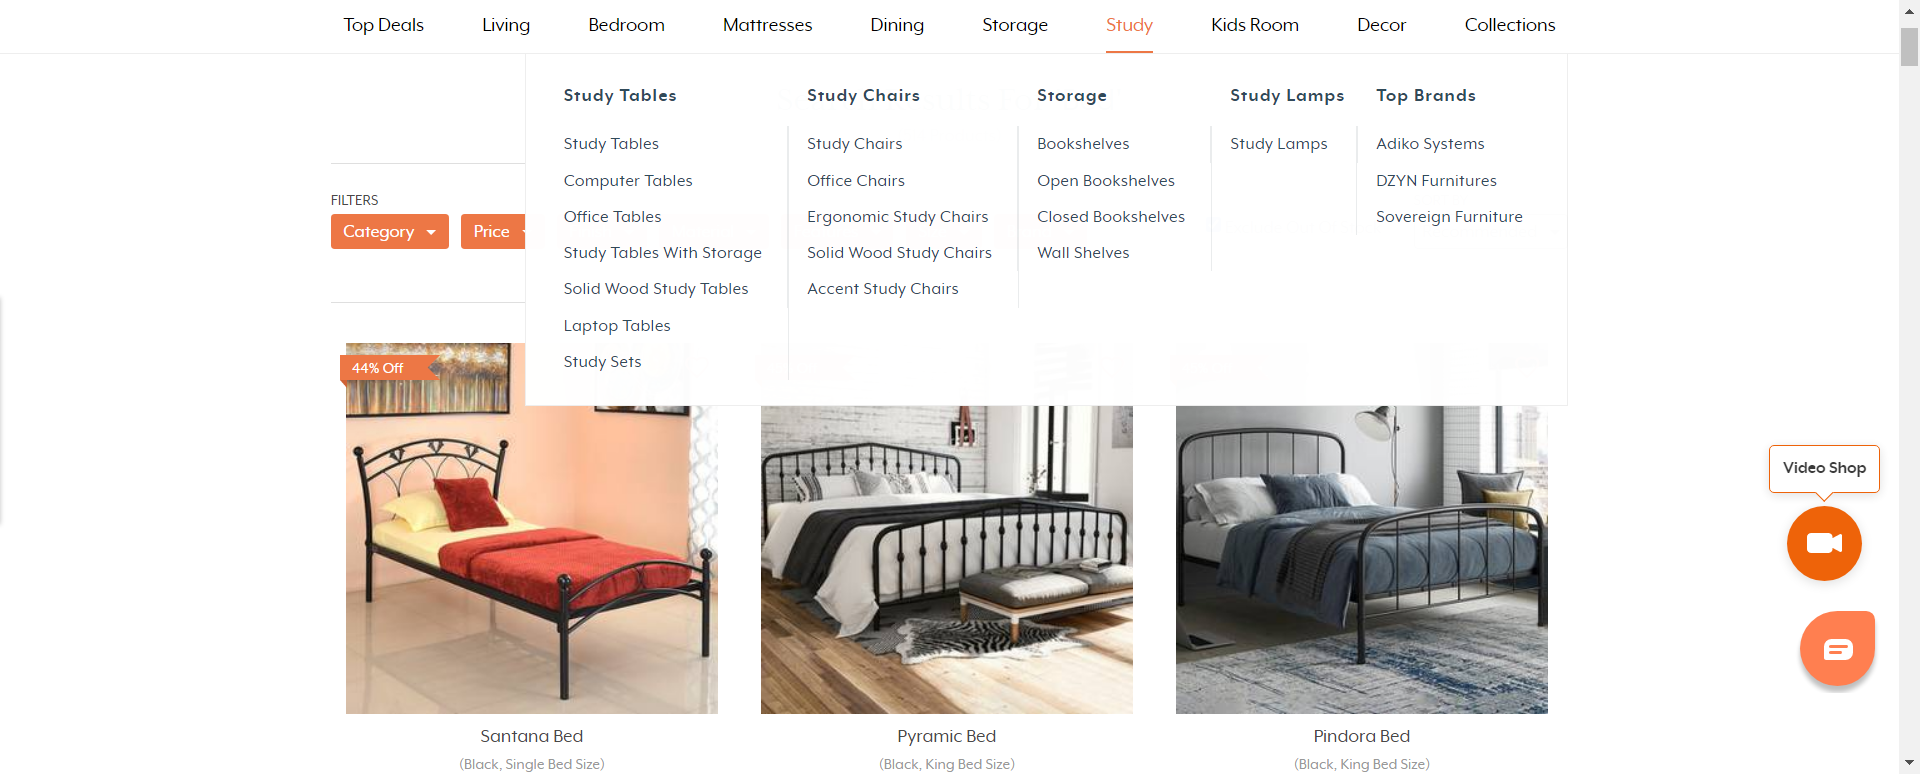 Top Deals Living Bedroom Mattresses Dining Storage Study Kids Room Decor Collections
Study Tables
Study Tables
Computer Tables
Office Tables
Study Tables With Storage
Solid Wood Study Tables
Laptop Tables
Study Sets
Study Chairs
Study Chairs
Office Chairs
Ergonomic Study Chairs
Solid Wood Study Chairs
Accent Study Chairs
Storage
Bookshelves
Open Bookshelves
Closed Bookshelves
Wall Shelves
Study Lamps
Study Lamps
Top Brands
Adiko Systems
DZYN Furnitures
Sovereign Furniture
FILTERS
Category Price
44% Off
Video Shop
Santana Bed
(Black, Single Bed Size)
Pyramic Bed
(Black, King Bed Size)
Pindora Bed
(Black, King Bed Size)